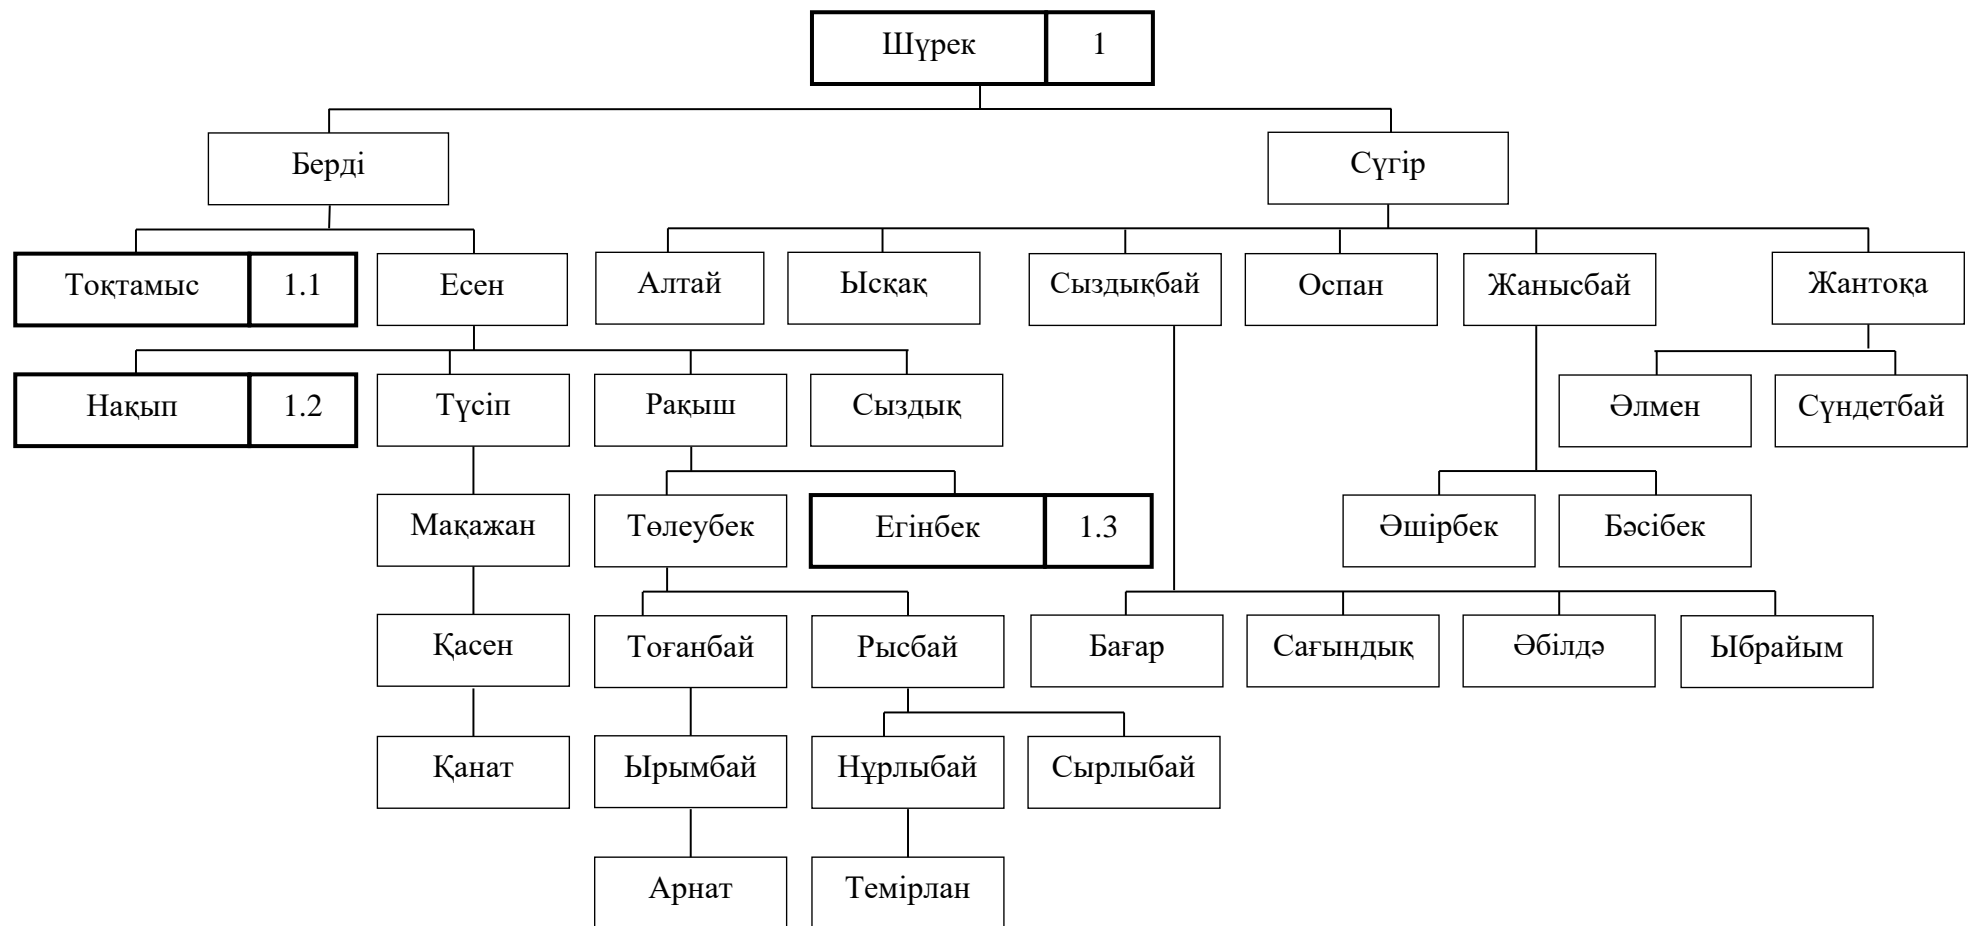 Шүрек 1
Берді Сүгір
Тоқтамыс 1.1 Есен Алтай Ысқақ Сыздықбай Оспан Жанысбай Жантоқа
Нақып 1.2 Түсіп Рақыш Сыздық Әлмен Сүндетбай
Мақажан Төлеубек Егінбек 1.3 Әшірбек Бәсібек
Қасен Тоғанбай Рысбай Бағар Сағындық Әбілдә Ыбрайым
Қанат Ырымбай Нұрлыбай Сырлыбай
Арнат Темірлан